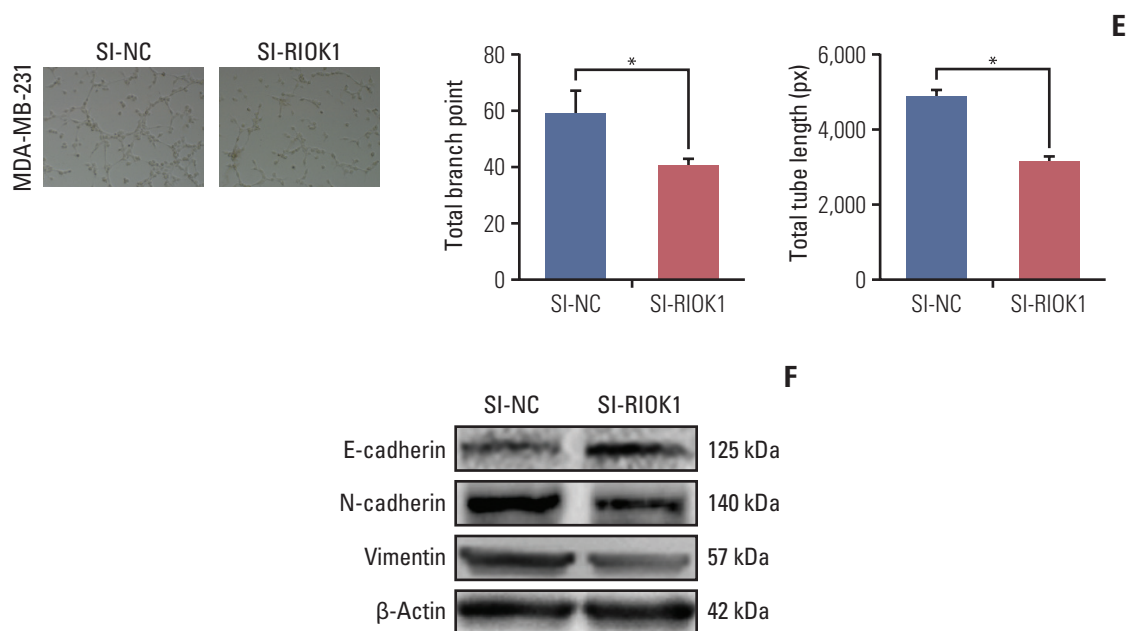 E
SI-NC SI-RIOK1
MDA-MB-231
Total branch point
80
60
40
20
0
*
SI-NC SI-RIOK1
Total tube length (px)
6,000
4,000
2,000
0
*
SI-NC SI-RIOK1
F
SI-NC SI-RIOK1
E-cadherin 125 kDa
N-cadherin 140 kDa
Vimentin 57 kDa
β-Actin 42 kDa